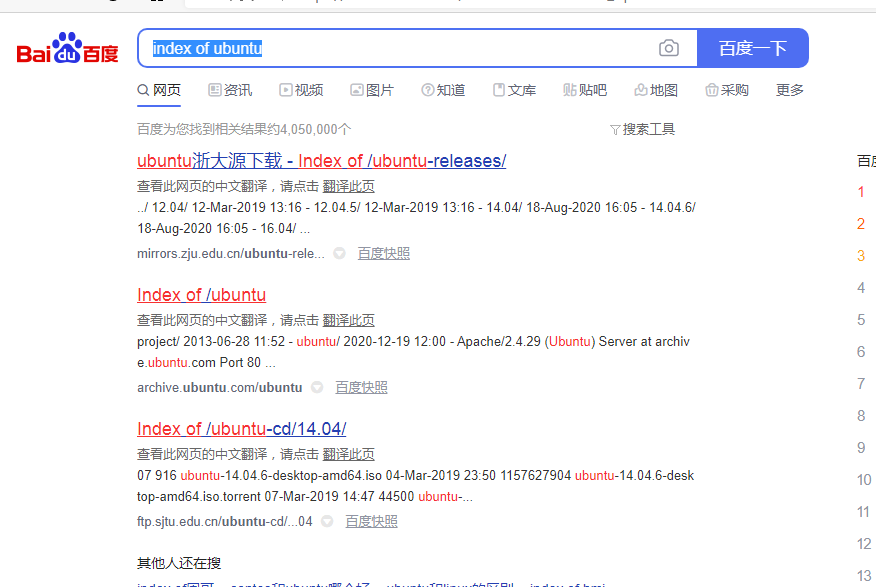 Bai du 百度
index of ubuntu
百度一下
网页 资讯 视频 图片 知道 文库 贴吧 地图 采购 更多
百度为您找到相关结果约4,050,000个
搜索工具
ubuntu浙大源下载 - Index of /ubuntu-releases/
查看此网页的中文翻译，请点击 翻译此页
../ 12.04/ 12-Mar-2019 13:16 - 12.04.5/ 12-Mar-2019 13:16 - 14.04/ 18-Aug-2020 16:05 - 14.04.6/
18-Aug-2020 16:05 - 16.04/ ...
mirrors.zju.edu.cn/ubuntu-rele... 百度快照
Index of /ubuntu
查看此网页的中文翻译，请点击 翻译此页
project/ 2013-06-28 11:52 - ubuntu/ 2020-12-19 12:00 - Apache/2.4.29 (Ubuntu) Server at archiv
e.ubuntu.com Port 80 ...
archive.ubuntu.com/ubuntu 百度快照
Index of /ubuntu-cd/14.04/
查看此网页的中文翻译，请点击 翻译此页
07 916 ubuntu-14.04.6-desktop-amd64.iso 04-Mar-2019 23:50 1157627904 ubuntu-14.04.6-desk
top-amd64.iso.torrent 07-Mar-2019 14:47 44500 ubuntu-...
ftp.sjtu.edu.cn/ubuntu-cd/...04 百度快照
其他人还在搜
百
1
2
3
4
5
6
7
8
9
10
11
12
13